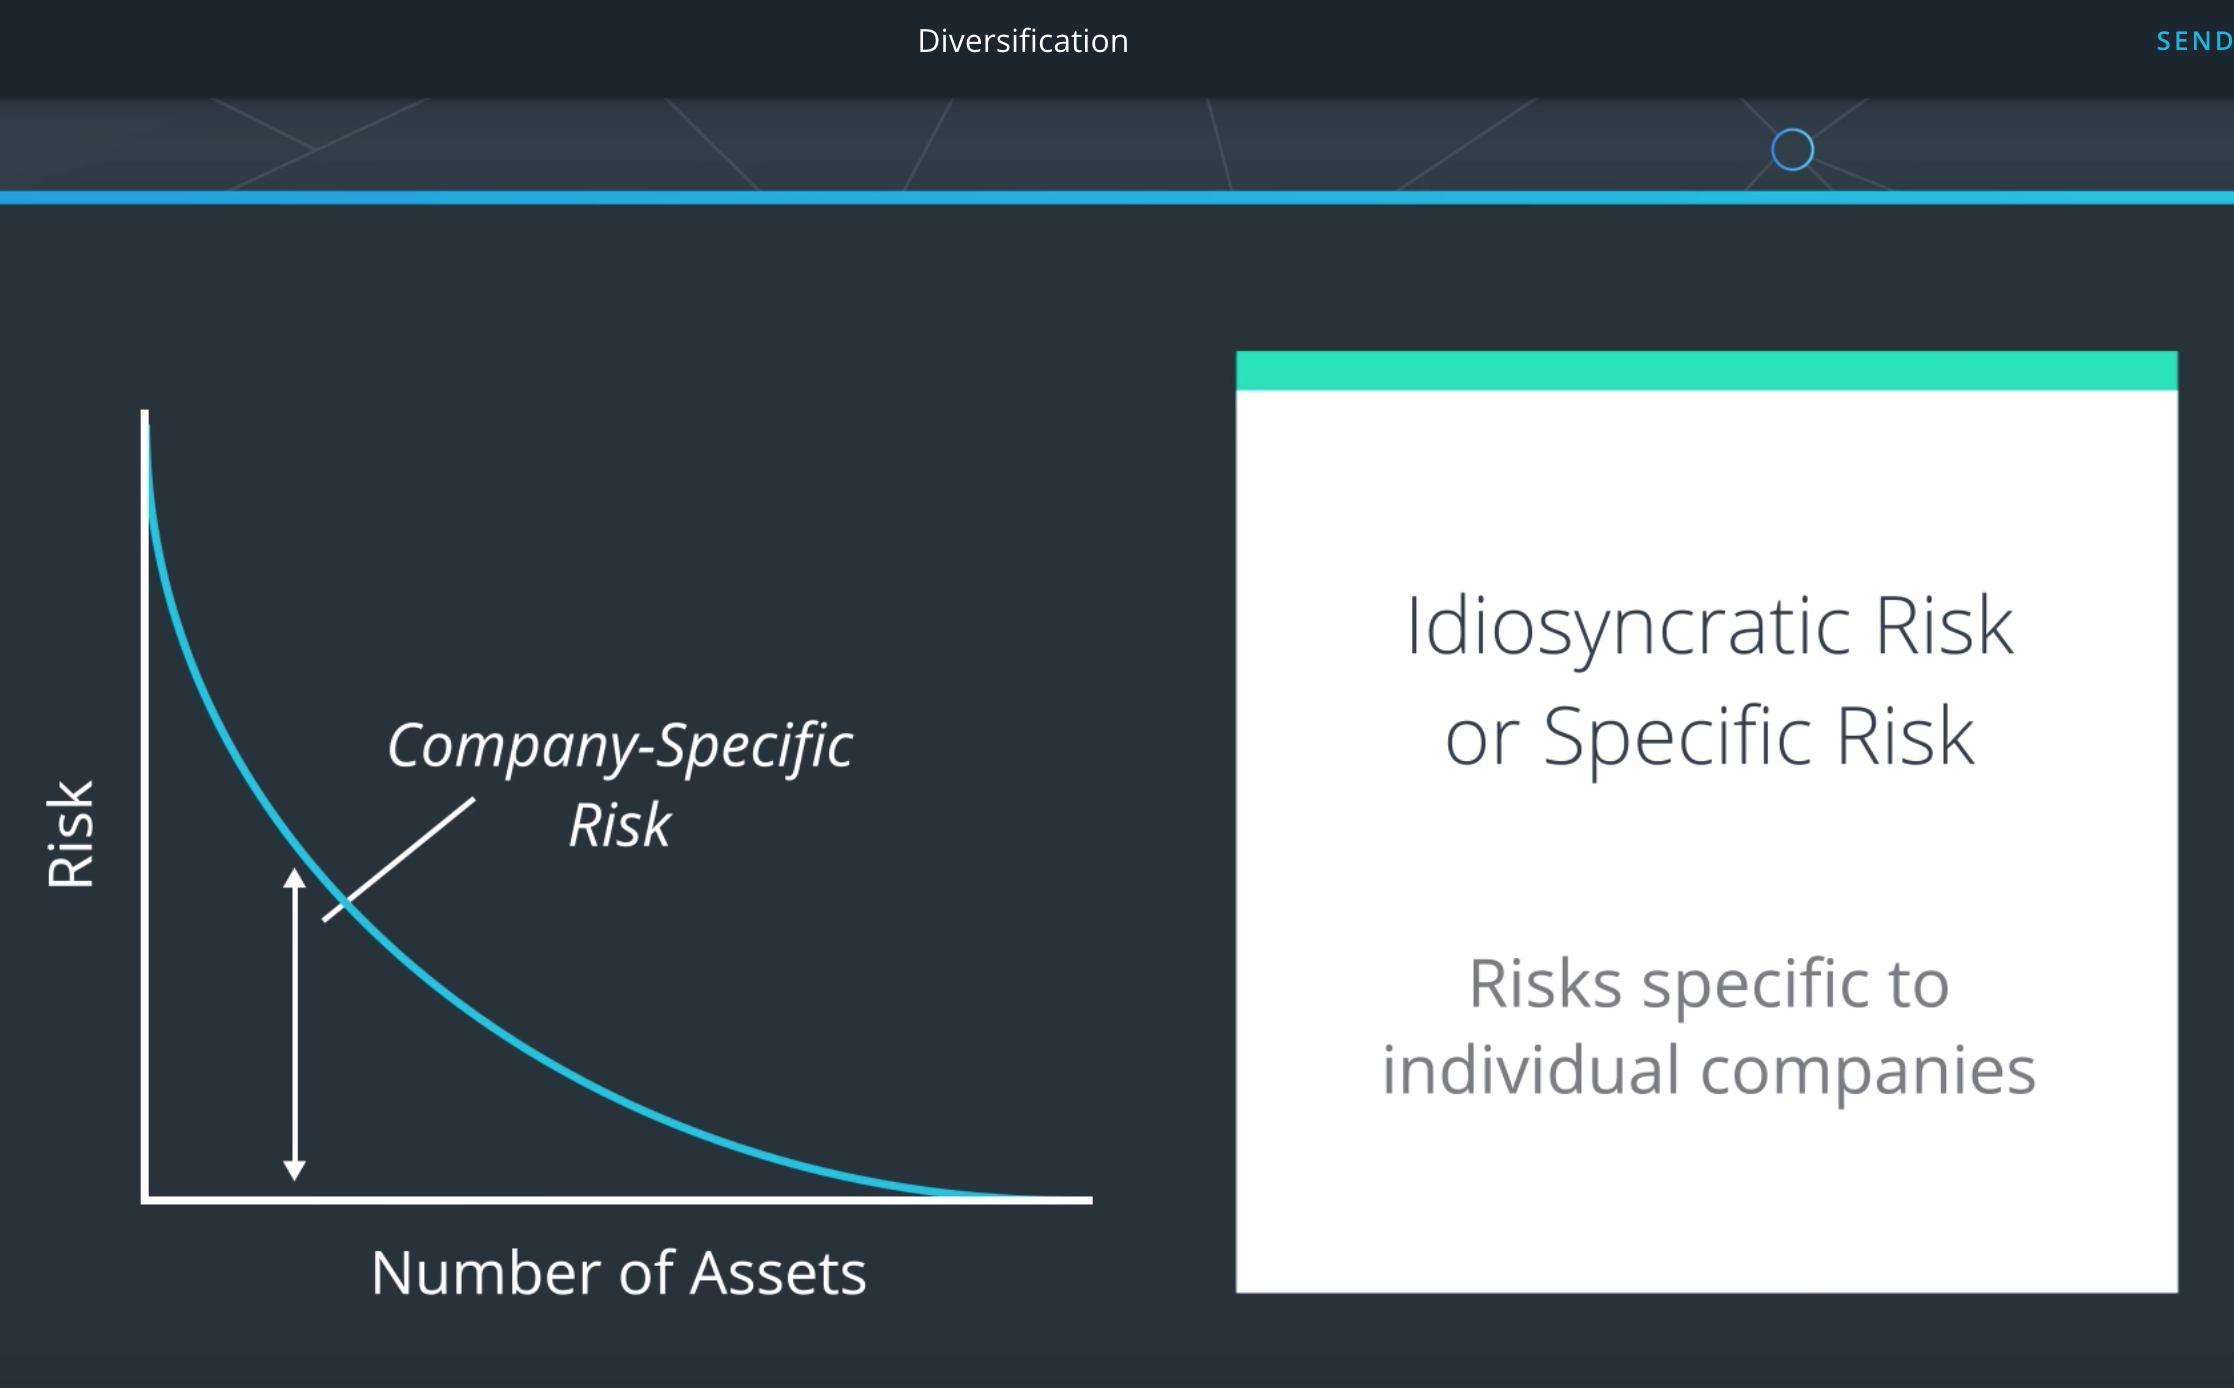 Diversification
SEND
Company-Specific
Risk
Risk
Number of Assets
Idiosyncratic Risk
or Specific Risk
Risks specific to
individual companies